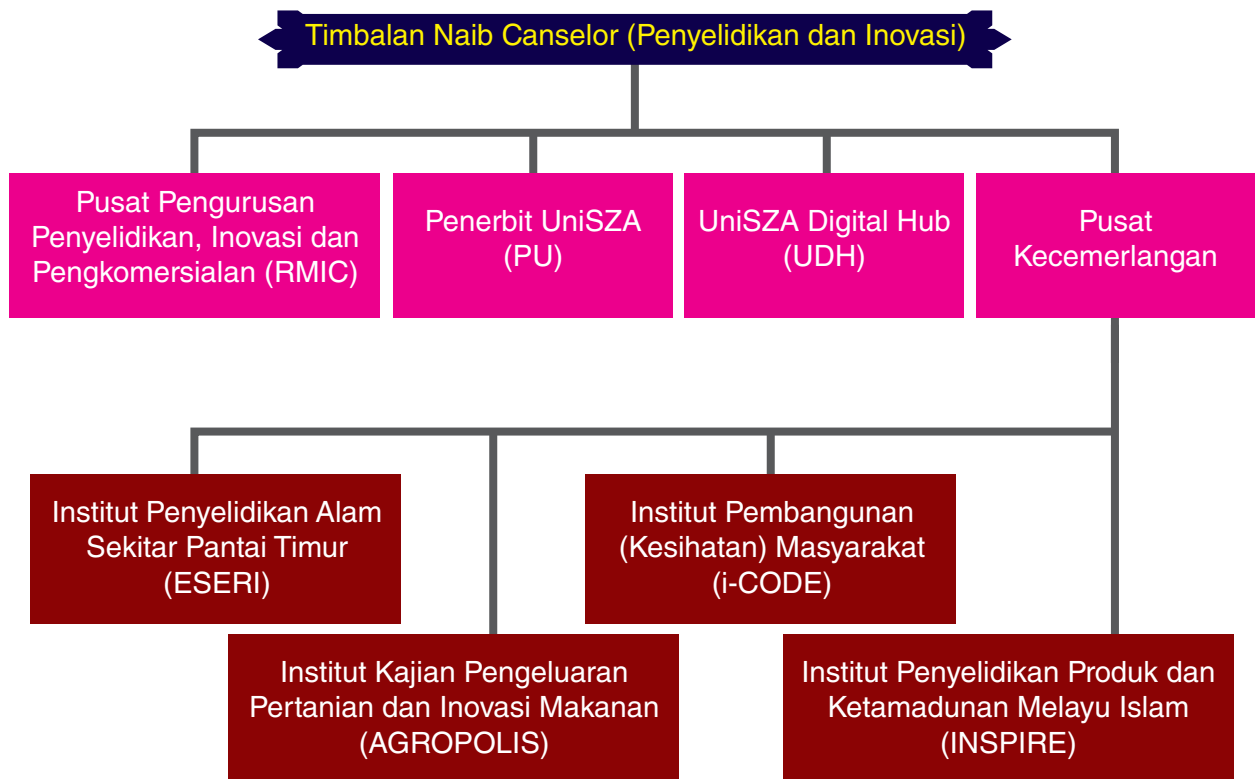 Timbalan Naib Canselor (Penyelidikan dan Inovasi)
Pusat Pengurusan
Penyelidikan, Inovasi dan
Pengkomersialan (RMIC)
Penerbit UniSZA
(PU)
UniSZA Digital Hub
(UDH)
Pusat
Kecemerlangan
Institut Penyelidikan Alam
Sekitar Pantai Timur
(ESERI)
Institut Pembangunan
(Kesihatan) Masyarakat
(i-CODE)
Institut Kajian Pengeluaran
Pertanian dan Inovasi Makanan
(AGROPOLIS)
Institut Penyelidikan Produk dan
Ketamadunan Melayu Islam
(INSPIRE)